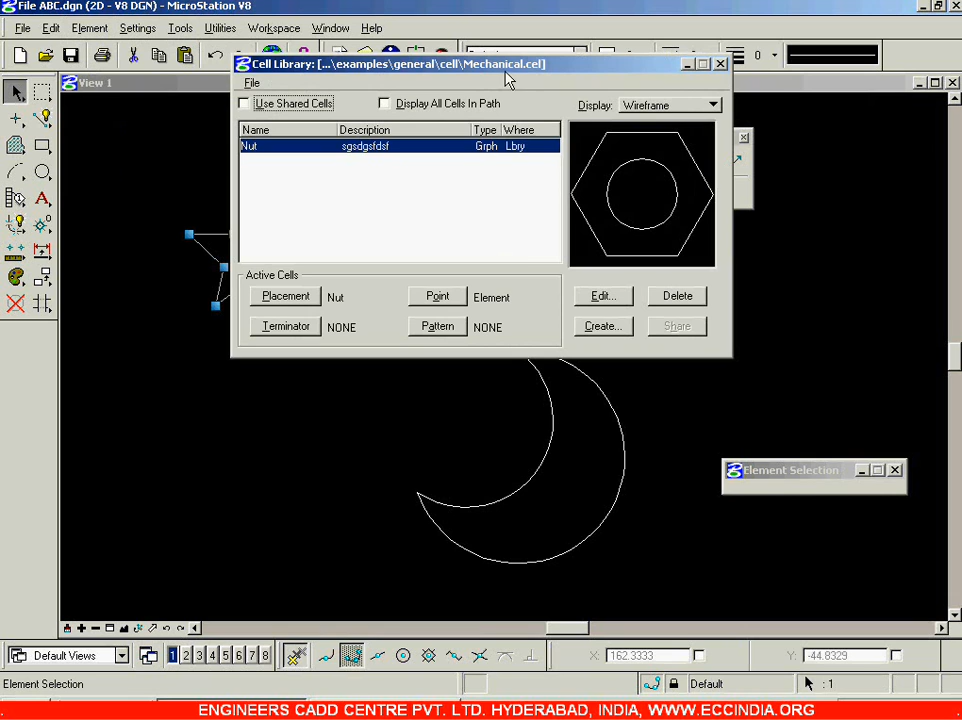 File ABC.dgn (2D - V8 DGN) - MicroStation V8
File Edit Element Settings Tools Utilities Workspace Window Help
0
View 1
Cell Library: [...\examples\general\cell\Mechanical.cel]
File
Use Shared Cells
Display All Cells In Path
Display: Wireframe
Name Description Type Where
Nut sgsdgsfdsf Grph Lbry
Active Cells
Placement Nut Point Element
Terminator NONE Pattern NONE
Edit... Delete
Create... Share
Element Selection
Default Views
1 2 3 4 5 6 7 8
X: 162.3333
Y: -44.8329
Element Selection
Default
: 1
ENGINEERS CADD CENTRE PVT. LTD. HYDERABAD, INDIA, WWW.ECCINDIA.ORG